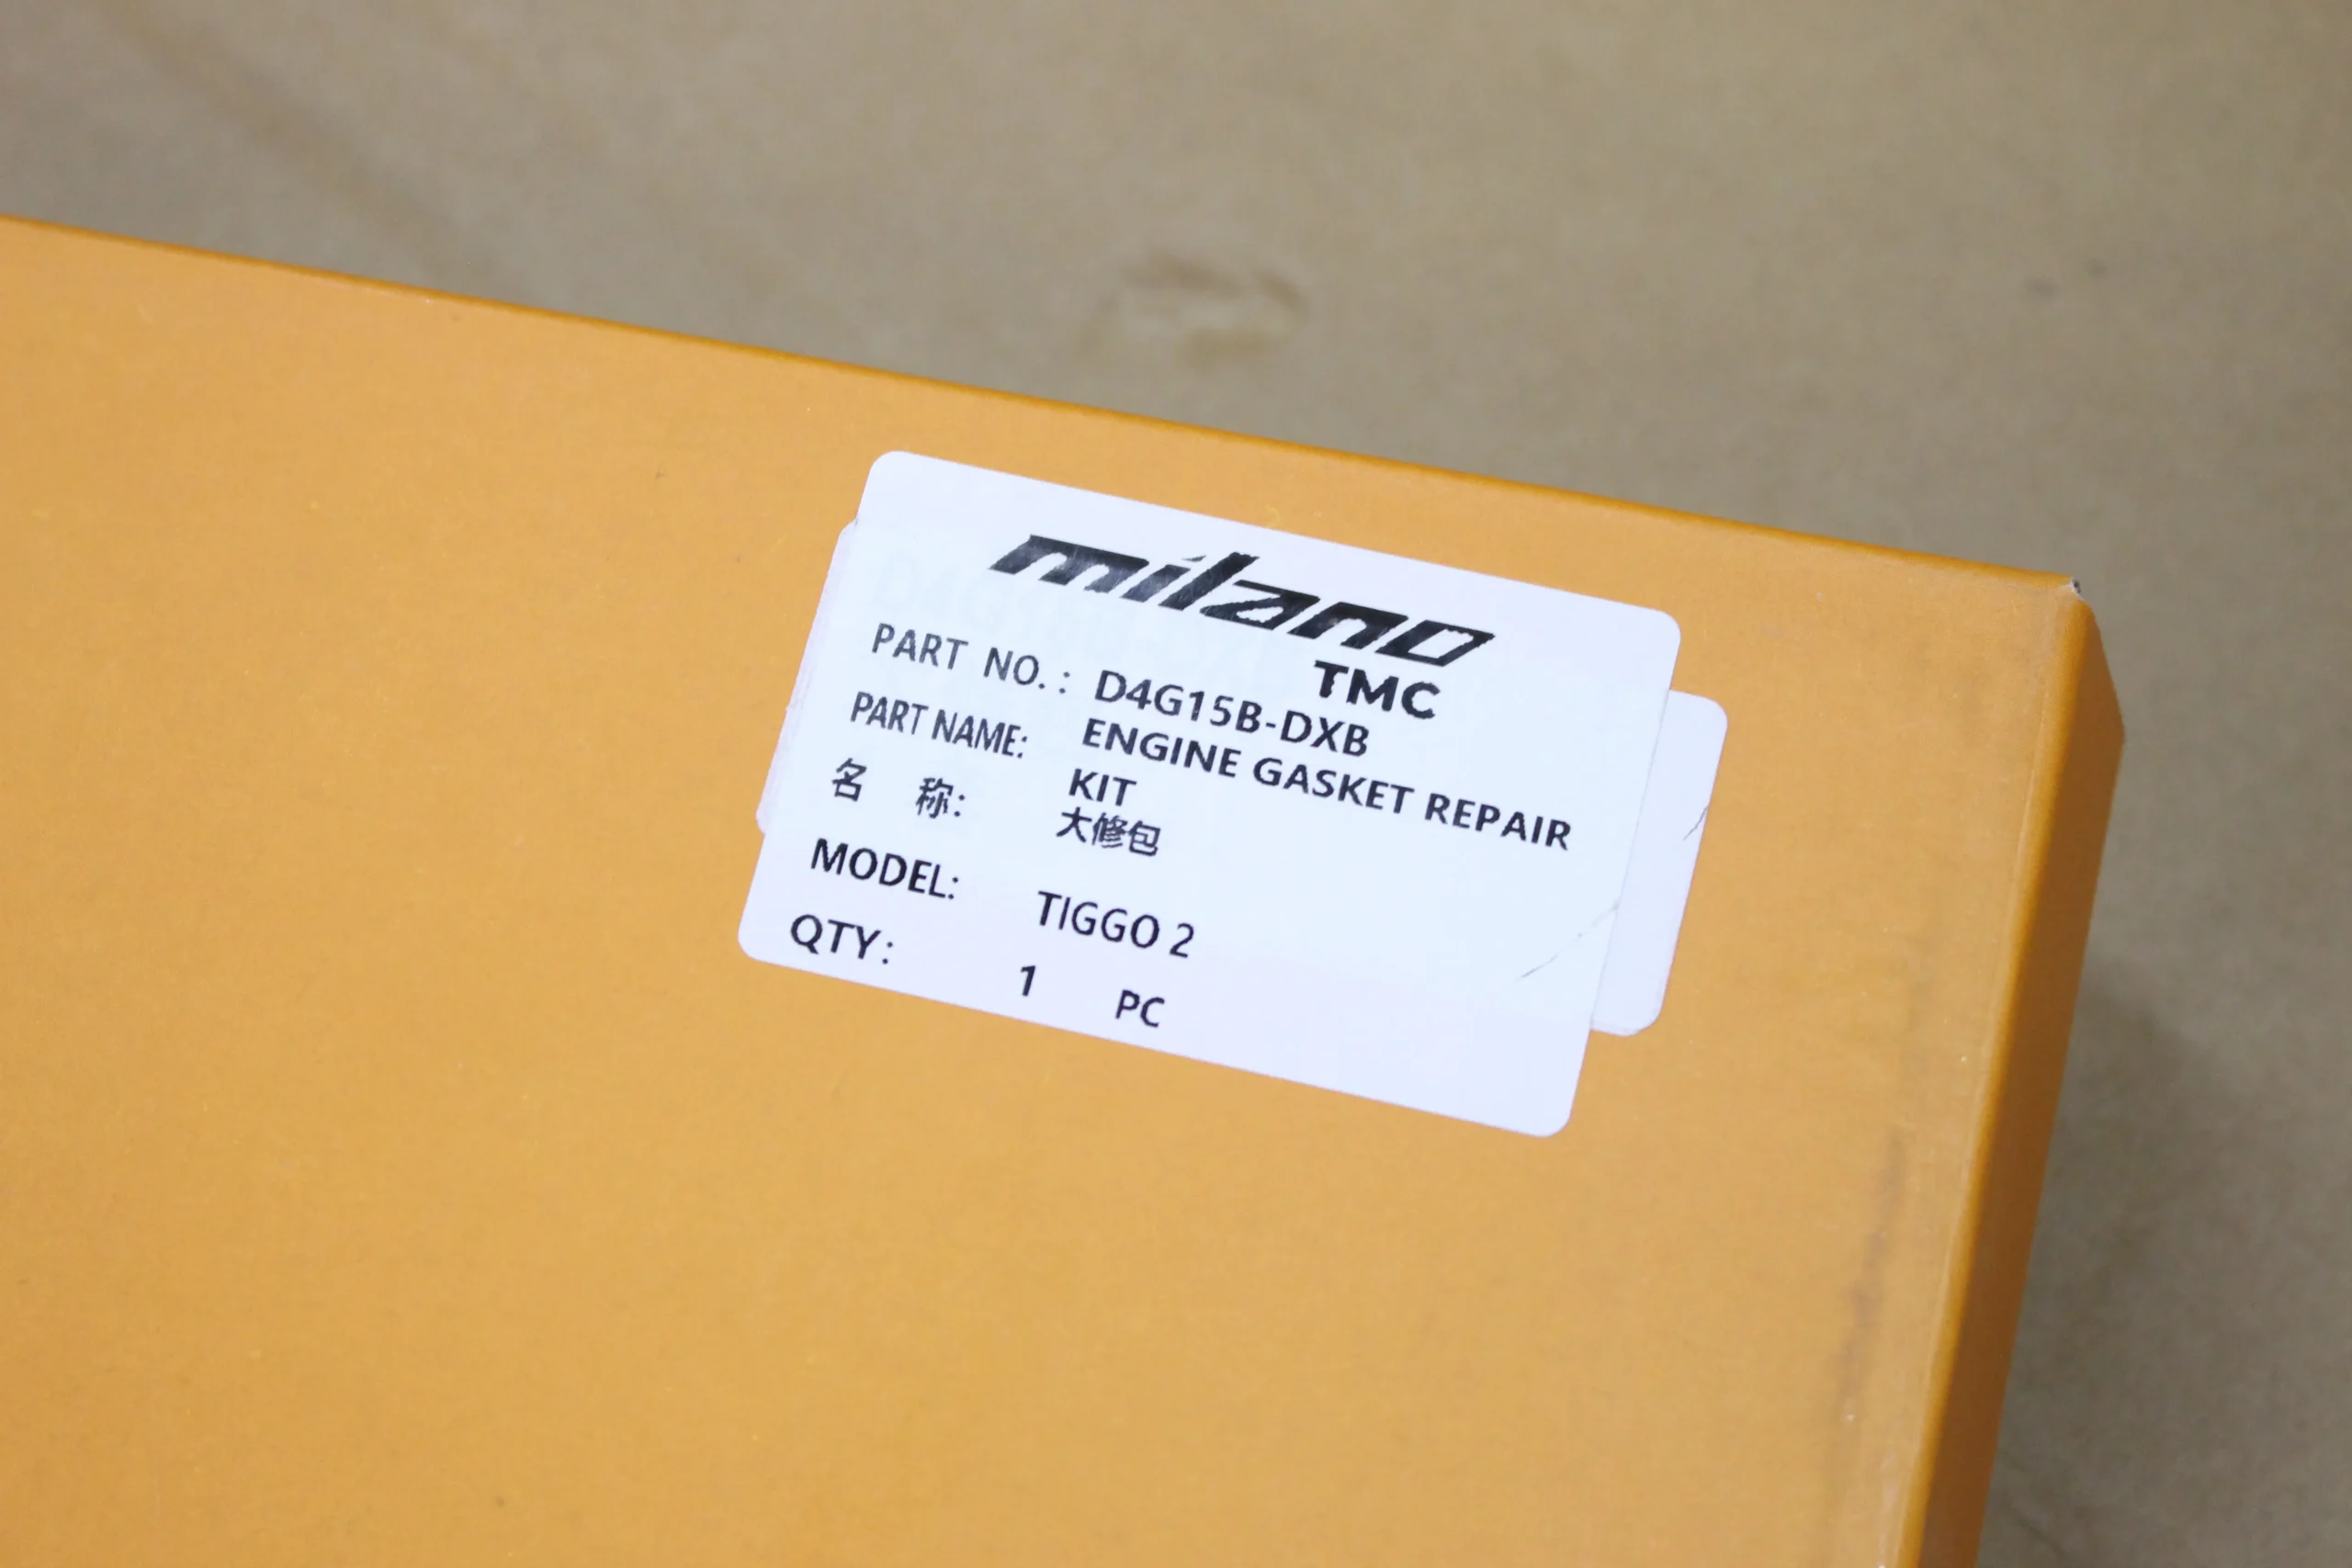 milano
TMC
PART NO.: D4G15B-DXB
PART NAME: ENGINE GASKET REPAIR
KIT
名 称: 大修包
MODEL: TIGGO 2
QTY: 1 PC